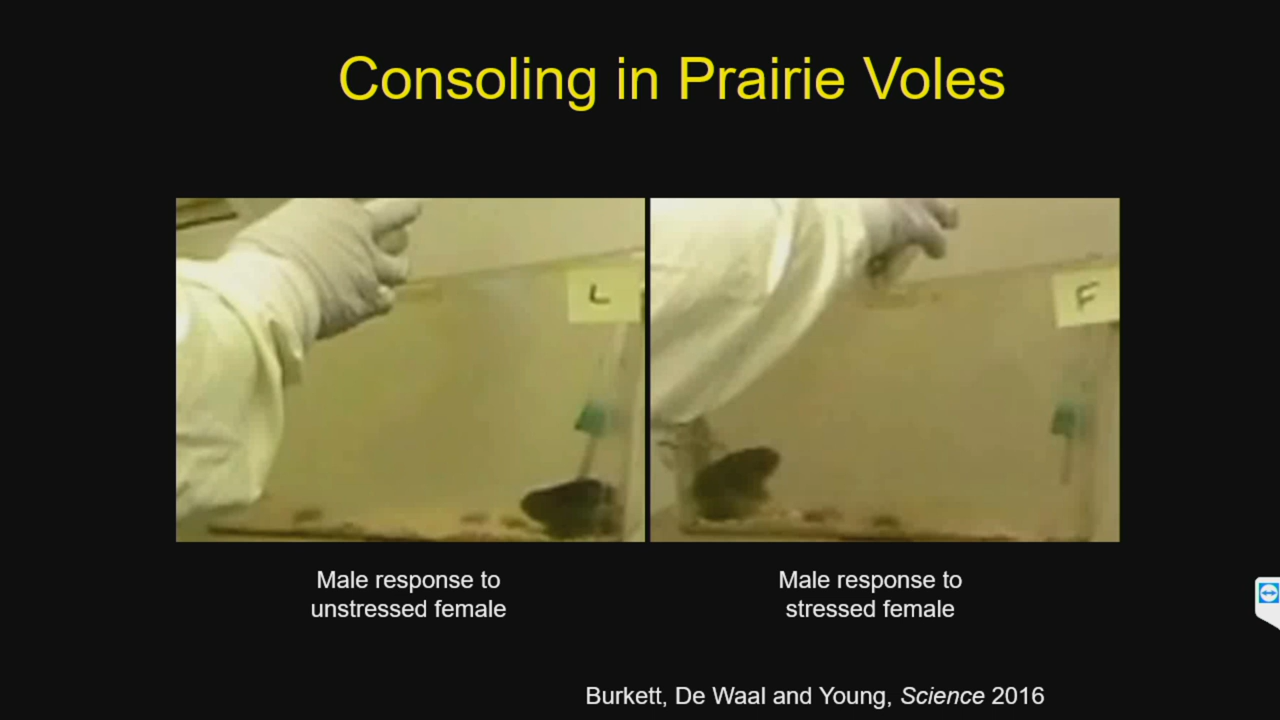 Consoling in Prairie Voles
L
F
Male response to
unstressed female
Male response to
stressed female
Burkett, De Waal and Young, Science 2016